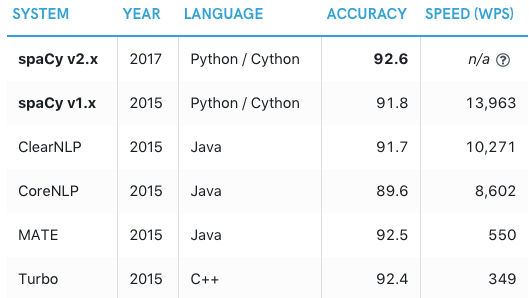 SYSTEM YEAR LANGUAGE ACCURACY SPEED (WPS)
spaCy v2.x 2017 Python / Cython 92.6 n/a ?
spaCy v1.x 2015 Python / Cython 91.8 13,963
ClearNLP 2015 Java 91.7 10,271
CoreNLP 2015 Java 89.6 8,602
MATE 2015 Java 92.5 550
Turbo 2015 C++ 92.4 349